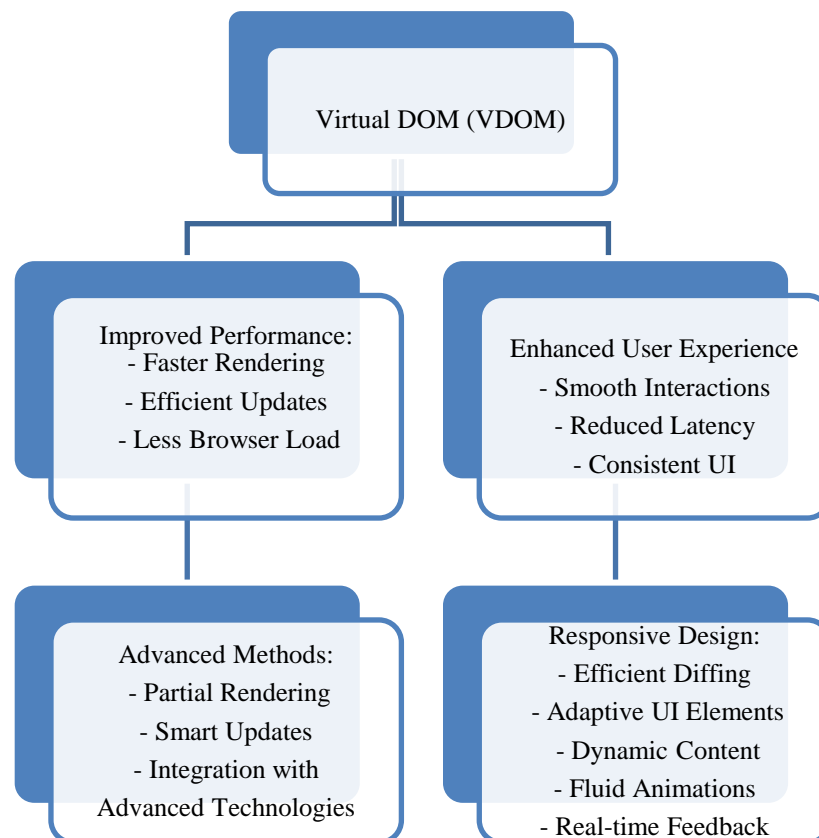 Virtual DOM (VDOM)
Improved Performance:
- Faster Rendering
- Efficient Updates
- Less Browser Load
Enhanced User Experience
- Smooth Interactions
- Reduced Latency
- Consistent UI
Advanced Methods:
- Partial Rendering
- Smart Updates
- Integration with
Advanced Technologies
Responsive Design:
- Efficient Diffing
- Adaptive UI Elements
- Dynamic Content
- Fluid Animations
- Real-time Feedback